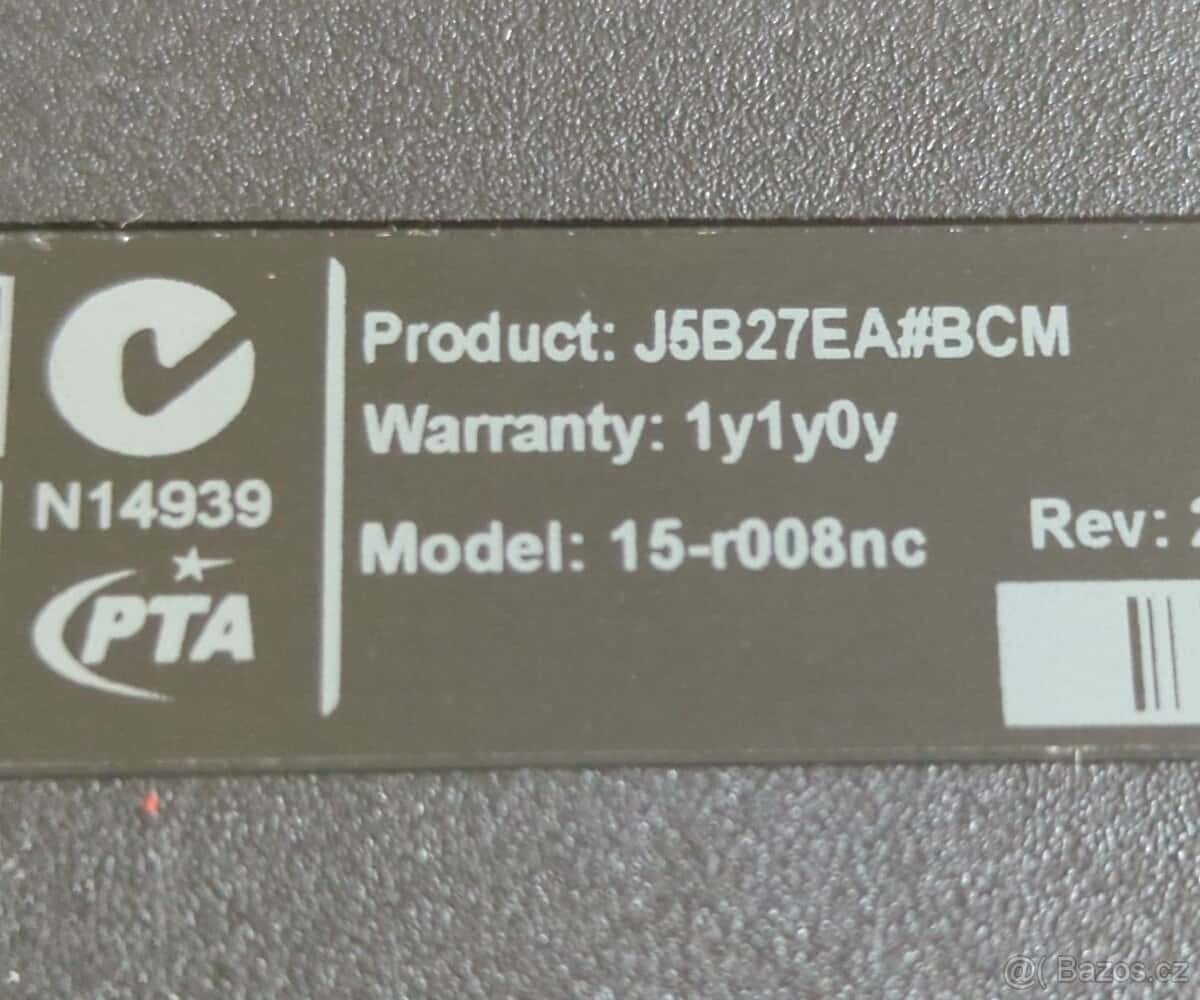 Product: J5B27EA#BCM
Warranty: 1y1y0y
N14939
Model: 15-r008nc
Rev:
PTA
@( Bazos.cz